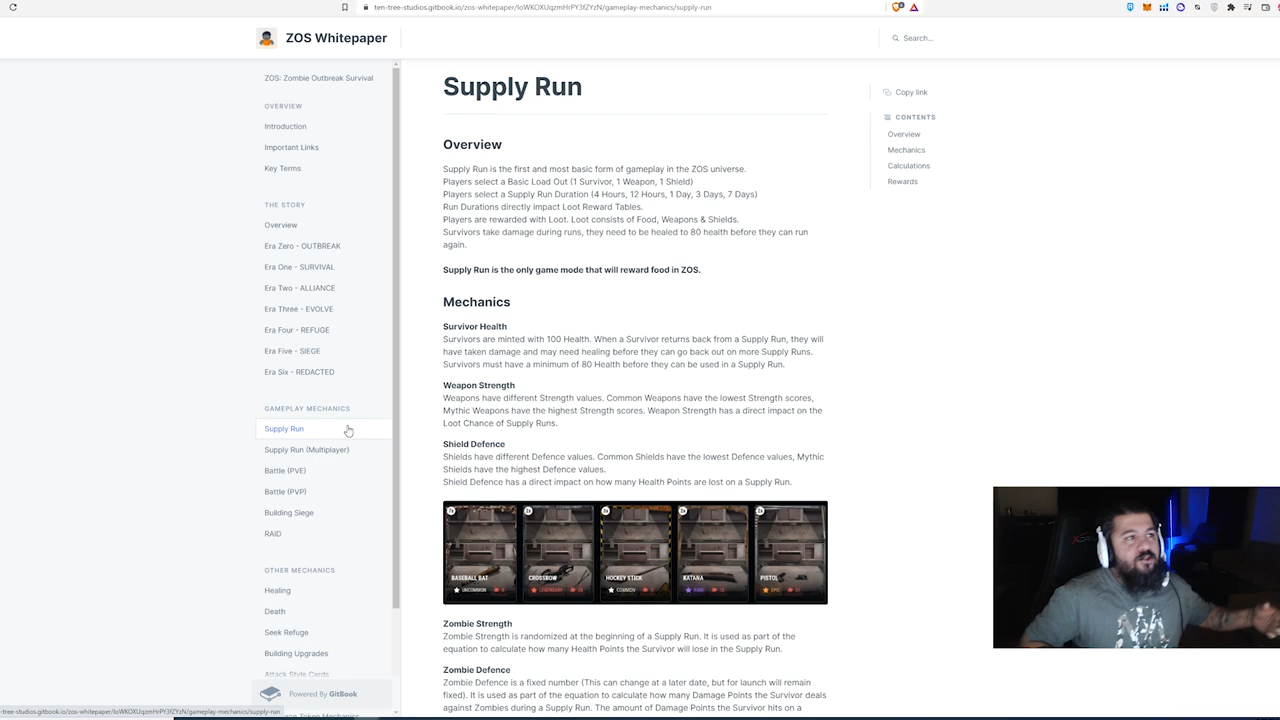 ten-tree-studios.gitbook.io/zos-whitepaper/IoWKOXUqzmHrPY3fZYzN/gameplay-mechanics/supply-run
ZOS Whitepaper
Search...
ZOS: Zombie Outbreak Survival
OVERVIEW
Introduction
Important Links
Key Terms
THE STORY
Overview
Era Zero - OUTBREAK
Era One - SURVIVAL
Era Two - ALLIANCE
Era Three - EVOLVE
Era Four - REFUGE
Era Five - SIEGE
Era Six - REDACTED
GAMEPLAY MECHANICS
Supply Run
Supply Run (Multiplayer)
Battle (PVE)
Battle (PVP)
Building Siege
RAID
OTHER MECHANICS
Healing
Death
Seek Refuge
Building Upgrades
Attack Style Cards
Powered By GitBook
Token Mechanics
-tree-studios.gitbook.io/zos-whitepaper/IoWKOXUqzmHrPY3fZYzN/gameplay-mechanics/supply-run
Supply Run
Overview
Supply Run is the first and most basic form of gameplay in the ZOS universe.
Players select a Basic Load Out (1 Survivor, 1 Weapon, 1 Shield)
Players select a Supply Run Duration (4 Hours, 12 Hours, 1 Day, 3 Days, 7 Days)
Run Durations directly impact Loot Reward Tables.
Players are rewarded with Loot. Loot consists of Food, Weapons & Shields.
Survivors take damage during runs, they need to be healed to 80 health before they can run
again.
Supply Run is the only game mode that will reward food in ZOS.
Mechanics
Survivor Health
Survivors are minted with 100 Health. When a Survivor returns back from a Supply Run, they will
have taken damage and may need healing before they can go back out on more Supply Runs.
Survivors must have a minimum of 80 Health before they can be used in a Supply Run.
Weapon Strength
Weapons have different Strength values. Common Weapons have the lowest Strength scores,
Mythic Weapons have the highest Strength scores. Weapon Strength has a direct impact on the
Loot Chance of Supply Runs.
Shield Defence
Shields have different Defence values. Common Shields have the lowest Defence values, Mythic
Shields have the highest Defence values.
Shield Defence has a direct impact on how many Health Points are lost on a Supply Run.
BASEBALL BAT
UNCOMMON
CROSSBOW
LEGENDARY
HOCKEY STICK
COMMON
KATANA
RARE
PISTOL
EPIC
Zombie Strength
Zombie Strength is randomized at the beginning of a Supply Run. It is used as part of the
equation to calculate how many Health Points the Survivor will lose in the Supply Run.
Zombie Defence
Zombie Defence is a fixed number (This can change at a later date, but for launch will remain
fixed). It is used as part of the equation to calculate how many Damage Points the Survivor deals
against Zombies during a Supply Run. The amount of Damage Points the Survivor hits on a
Copy link
CONTENTS
Overview
Mechanics
Calculations
Rewards